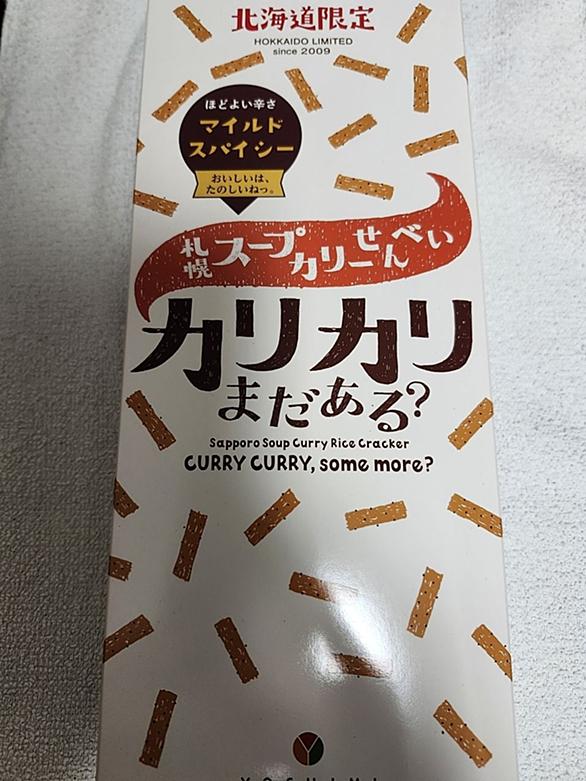 北海道限定
HOKKAIDO LIMITED
since 2009
ほどよい辛さ
マイルド
スパイシー
おいしいは、
たのしいねっ。
札幌スープカリーせんべい
カリカリ
まだある?
Sapporo Soup Curry Rice Cracker
CURRY CURRY, some more?
Y
YOSHIMI